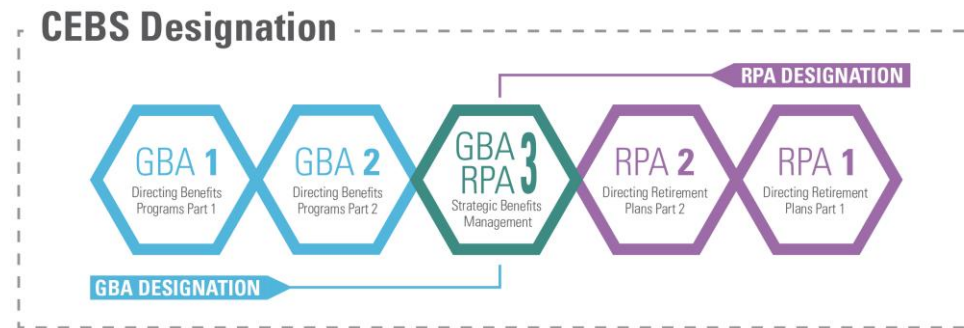 CEBS Designation
RPA DESIGNATION
GBA 1
Directing Benefits
Programs Part 1
GBA 2
Directing Benefits
Programs Part 2
GBA
RPA 3
Strategic Benefits
Management
RPA 2
Directing Retirement
Plans Part 2
RPA 1
Directing Retirement
Plans Part 1
GBA DESIGNATION